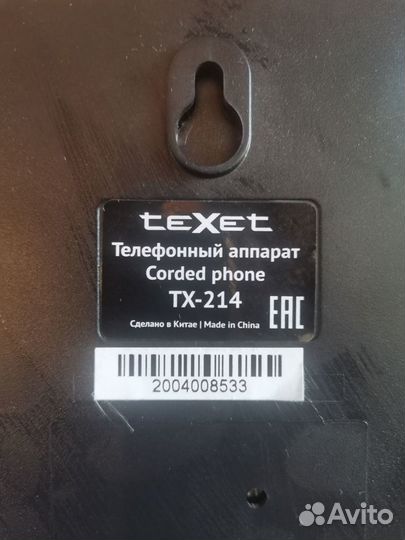 teXet
Телефонный аппарат
Corded phone
TX-214
EAC
Сделано в Китае | Made in China
2004008533
Avito